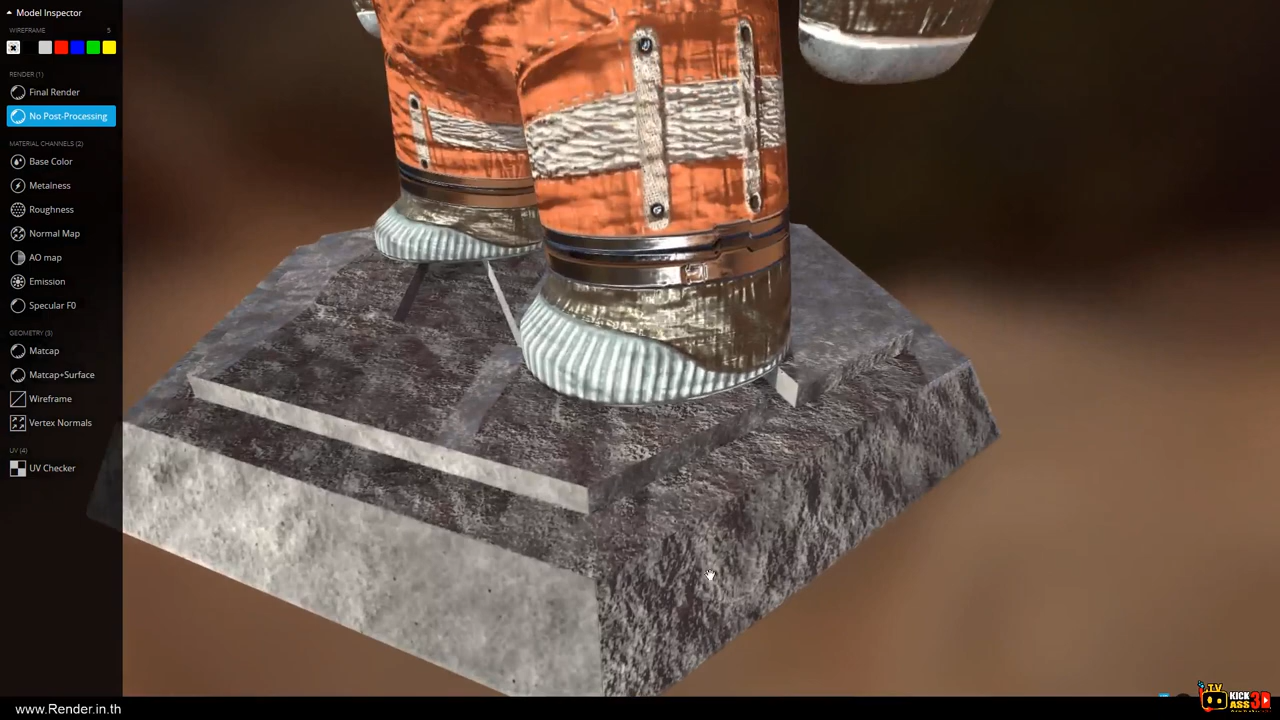 Model Inspector
WIREFRAME 5
RENDER (1)
Final Render
No Post-Processing
MATERIAL CHANNELS (2)
Base Color
Metalness
Roughness
Normal Map
AO map
Emission
Specular F0
GEOMETRY (3)
Matcap
Matcap+Surface
Wireframe
Vertex Normals
UV (4)
UV Checker
www.Render.in.th
T.V
KICK
ASS 3D